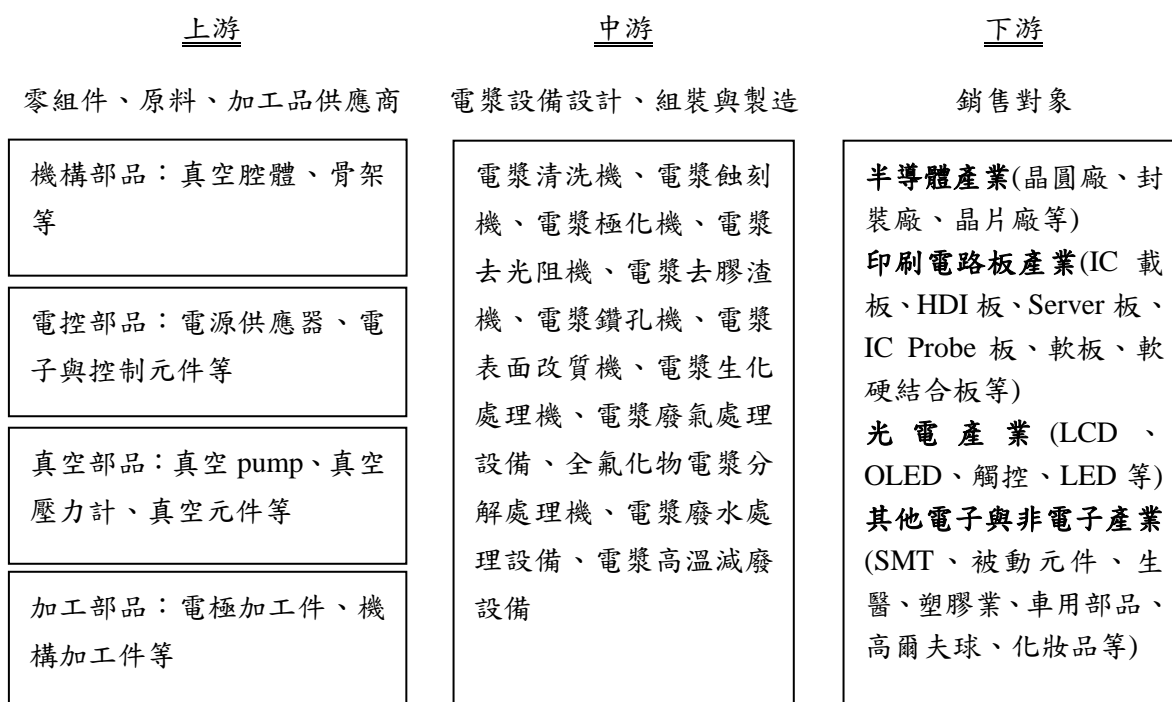 上游
零組件、原料、加工品供應商
機構部品：真空腔體、骨架
等
電控部品：電源供應器、電
子與控制元件等
真空部品：真空 pump、真空
壓力計、真空元件等
加工部品：電極加工件、機
構加工件等
中游
電漿設備設計、組裝與製造
電漿清洗機、電漿蝕刻
機、電漿極化機、電漿
去光阻機、電漿去膠渣
機、電漿鑽孔機、電漿
表面改質機、電漿生化
處理機、電漿廢氣處理
設備、全氟化物電漿分
解處理機、電漿廢水處
理設備、電漿高溫減廢
設備
下游
銷售對象
半導體產業(晶圓廠、封
裝廠、晶片廠等)
印刷電路板產業(IC 載
板、HDI 板、Server 板、
IC Probe 板、軟板、軟
硬結合板等)
光電產業(LCD、
OLED、觸控、LED 等)
其他電子與非電子產業
(SMT、被動元件、生
醫、塑膠業、車用部品、
高爾夫球、化妝品等)